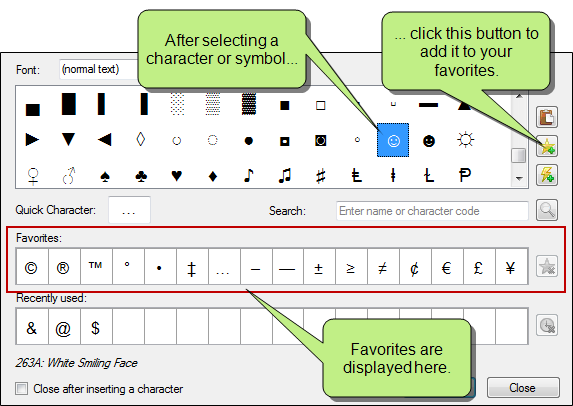 After selecting a
character or symbol...
... click this button to
add it to your
favorites.
Font: (normal text)
▄ █ ▌ ▐ ░ ▒ ▓ ■ □ ▫ ▬ ▲
► ▼ ◄ ◊ ○ ◌ ● ◘ ◙ ◦ ☺ ☻ ☼
♀ ♂ ♠ ♣ ♥ ♦ ♪ ♫ ♯ Ⱡ ƚ Ł ₱
Quick Character: ... Search: Enter name or character code
Favorites:
© ® ™ ° • ‡ … – — ± ≥ ≠ ¢ € £ ¥
Recently used:
& @ $
Favorites are
displayed here.
263A: White Smiling Face
Close after inserting a character
Close